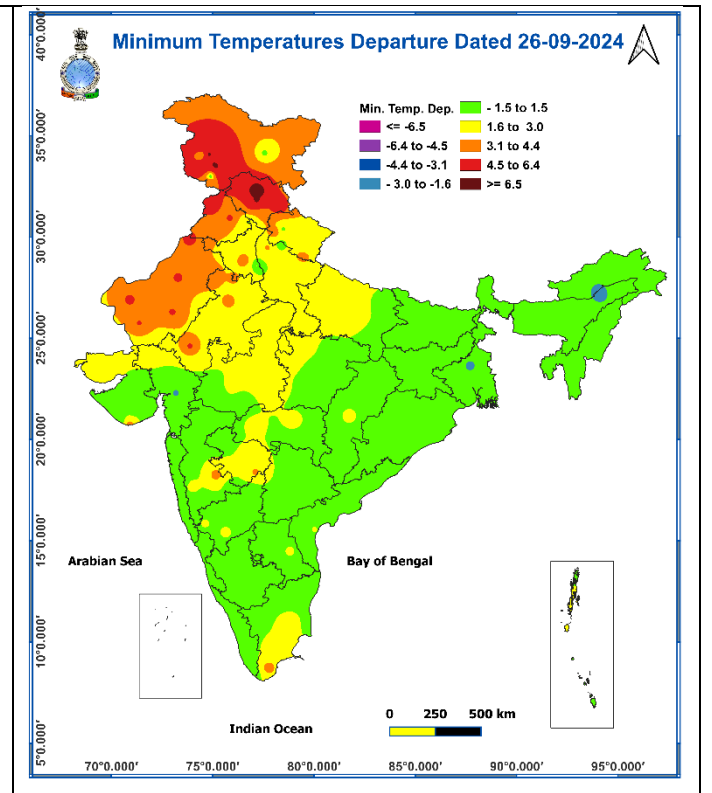 Minimum Temperatures Departure Dated 26-09-2024
Min. Temp. Dep.
<= -6.5
-6.4 to -4.5
-4.4 to -3.1
- 3.0 to -1.6
- 1.5 to 1.5
1.6 to 3.0
3.1 to 4.4
4.5 to 6.4
>= 6.5
40°0.000'
35°0.000'
30°0.000'
25°0.000'
20°0.000'
15°0.000'
10°0.000'
5°0.000'
Arabian Sea
Bay of Bengal
Indian Ocean
0 250 500 km
70°0.000' 75°0.000' 80°0.000' 85°0.000' 90°0.000' 95°0.000'